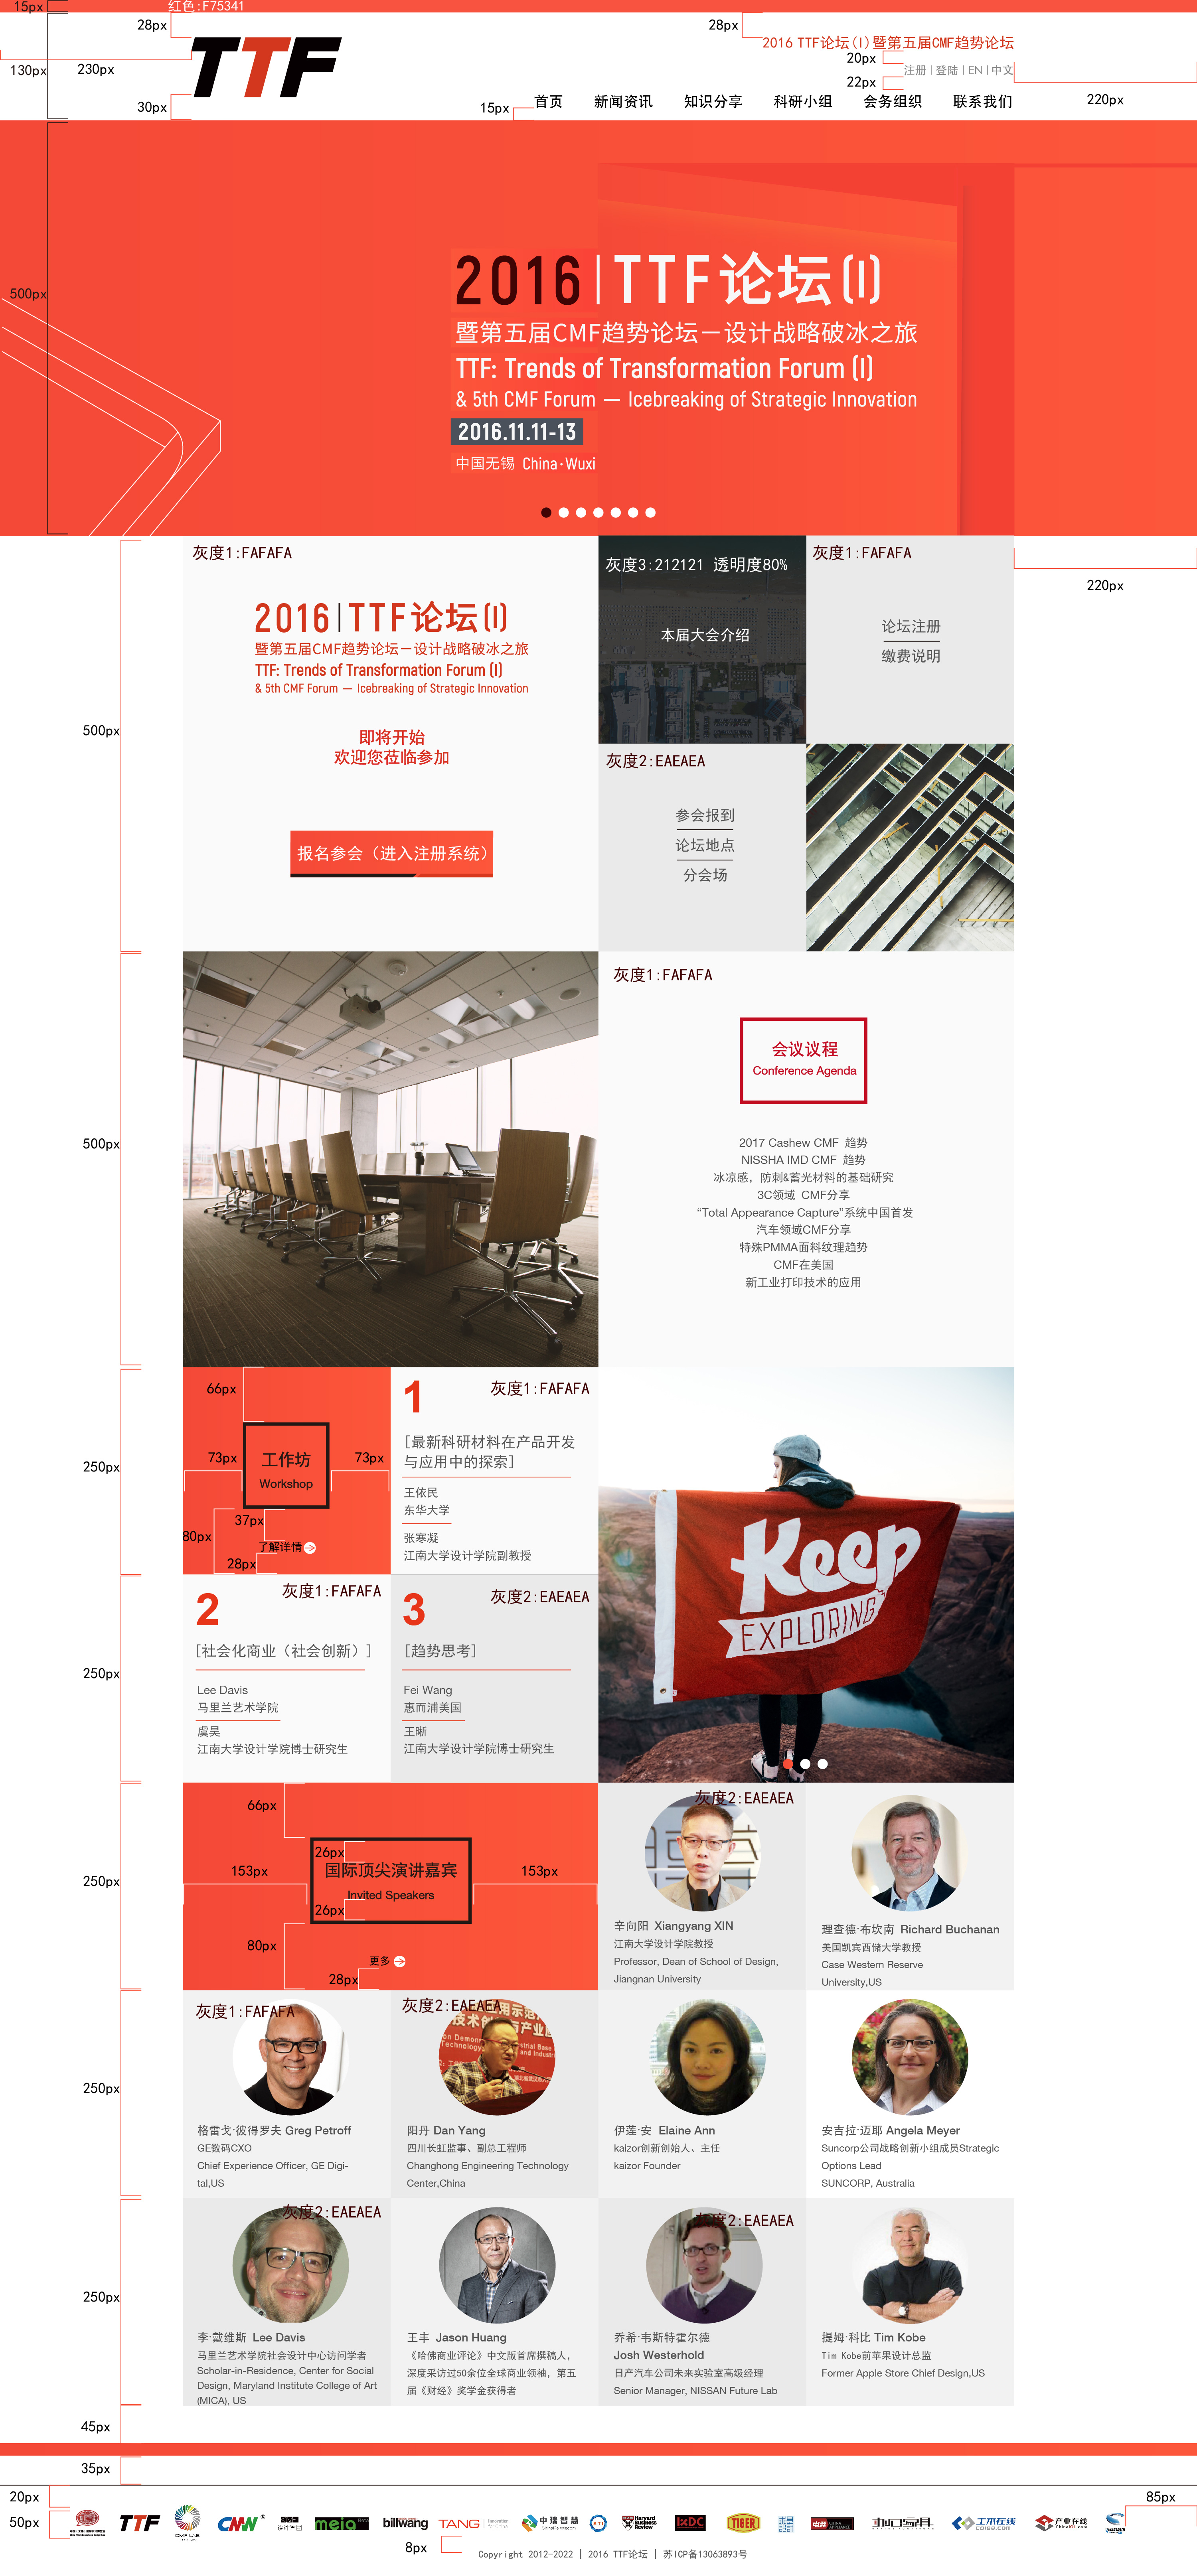 15px
红色:F75341
28px
28px
TTF
2016 TTF论坛(I)暨第五届CMF趋势论坛
20px
130px
230px
注册 | 登陆 | EN | 中文
22px
220px
30px
15px
首页 新闻资讯 知识分享 科研小组 会务组织 联系我们
500px
2016 | TTF论坛(I)
暨第五届CMF趋势论坛－设计战略破冰之旅
TTF: Trends of Transformation Forum (I)
& 5th CMF Forum — Icebreaking of Strategic Innovation
2016.11.11-13
中国无锡 China·Wuxi
灰度1:FAFAFA
灰度3:212121 透明度80%
灰度1:FAFAFA
220px
2016 | TTF论坛(I)
暨第五届CMF趋势论坛－设计战略破冰之旅
TTF: Trends of Transformation Forum (I)
& 5th CMF Forum — Icebreaking of Strategic Innovation
本届大会介绍
论坛注册
缴费说明
500px
即将开始
欢迎您莅临参加
灰度2:EAEAEA
参会报到
论坛地点
分会场
报名参会（进入注册系统）
灰度1:FAFAFA
会议议程
Conference Agenda
500px
2017 Cashew CMF 趋势
NISSHA IMD CMF 趋势
冰凉感，防刺&蓄光材料的基础研究
3C领域 CMF分享
“Total Appearance Capture”系统中国首发
汽车领域CMF分享
特殊PMMA面料纹理趋势
CMF在美国
新工业打印技术的应用
66px
1
灰度1:FAFAFA
[最新科研材料在产品开发
与应用中的探索]
250px
73px
工作坊
Workshop
73px
王依民
东华大学
37px
80px
了解详情
28px
张寒凝
江南大学设计学院副教授
Keep
EXPLORING
2
灰度1:FAFAFA
3
灰度2:EAEAEA
[社会化商业（社会创新）]
[趋势思考]
250px
Lee Davis
马里兰艺术学院
虞昊
江南大学设计学院博士研究生
Fei Wang
惠而浦美国
王晰
江南大学设计学院博士研究生
66px
灰度2:EAEAEA
26px
250px
153px
国际顶尖演讲嘉宾
Invited Speakers
153px
26px
80px
更多
28px
辛向阳 Xiangyang XIN
江南大学设计学院教授
Professor, Dean of School of Design,
Jiangnan University
理查德·布坎南 Richard Buchanan
美国凯宾西储大学教授
Case Western Reserve
University,US
灰度1:FAFAFA
灰度2:EAEAEA
250px
格雷戈·彼得罗夫 Greg Petroff
GE数码CXO
Chief Experience Officer, GE Digi-
tal,US
阳丹 Dan Yang
四川长虹监事、副总工程师
Changhong Engineering Technology
Center,China
伊莲·安 Elaine Ann
kaizor创新创始人、主任
kaizor Founder
安吉拉·迈耶 Angela Meyer
Suncorp公司战略创新小组成员Strategic
Options Lead
SUNCORP, Australia
灰度2:EAEAEA
灰度2:EAEAEA
250px
李·戴维斯 Lee Davis
马里兰艺术学院社会设计中心访问学者
Scholar-in-Residence, Center for Social
Design, Maryland Institute College of Art
(MICA), US
王丰 Jason Huang
《哈佛商业评论》中文版首席撰稿人，
深度采访过50余位全球商业领袖，第五
届《财经》奖学金获得者
乔希·韦斯特霍尔德
Josh Westerhold
日产汽车公司未来实验室高级经理
Senior Manager, NISSAN Future Lab
提姆·科比 Tim Kobe
Tim Kobe前苹果设计总监
Former Apple Store Chief Design,US
45px
35px
20px
85px
50px
TTF
CMW
meia
billwang
TANG
中瑞智慧
Harvard
Business
Review
IxDC
TIGER
工木在线
产业在线
8px
Copyright 2012-2022 | 2016 TTF论坛 | 苏ICP备13063893号